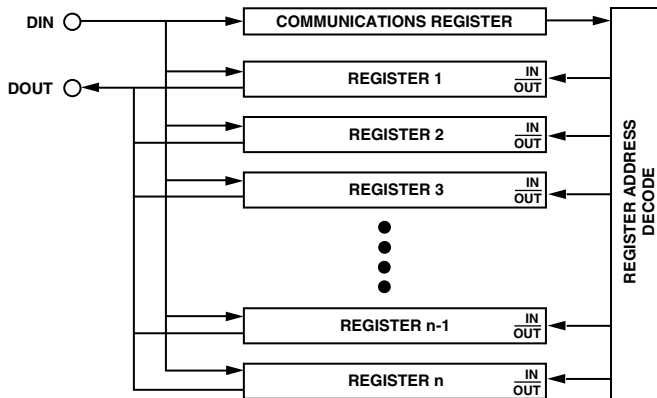 DIN
COMMUNICATIONS REGISTER
DOUT
REGISTER 1
IN
OUT
REGISTER 2
IN
OUT
REGISTER 3
IN
OUT
REGISTER n-1
IN
OUT
REGISTER n
IN
OUT
REGISTER ADDRESS
DECODE